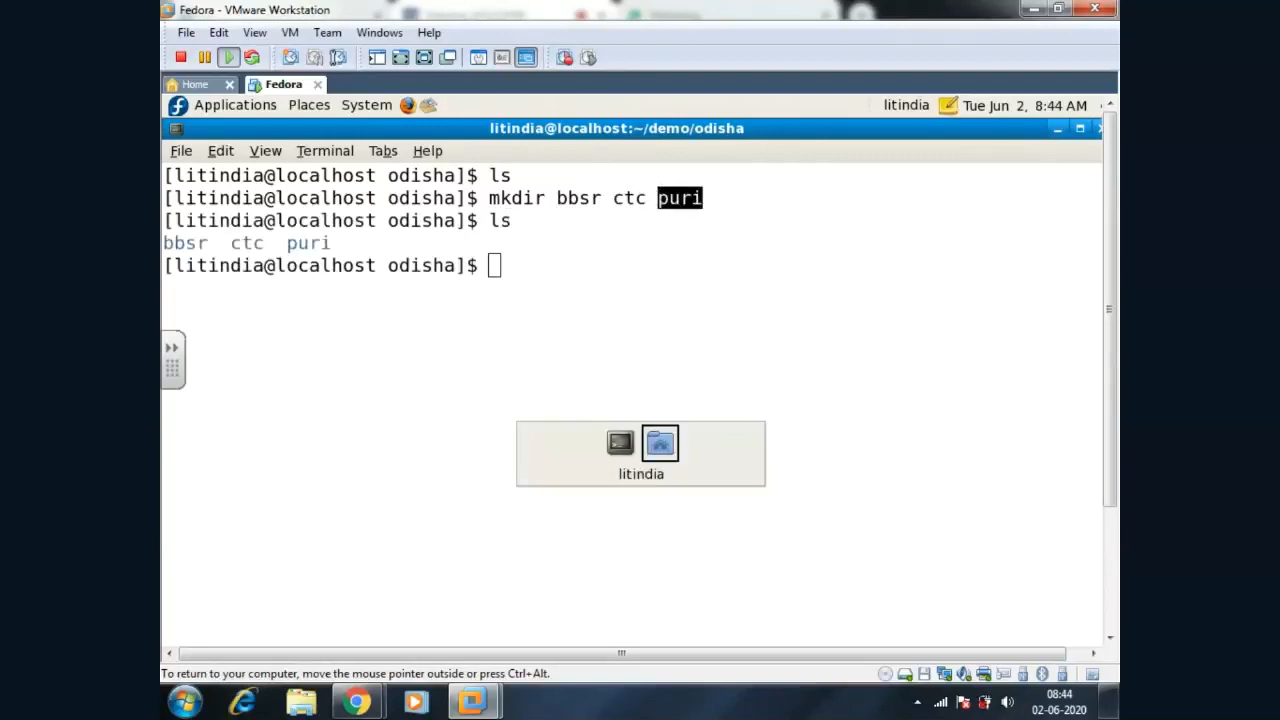 Fedora - VMware Workstation
File Edit View VM Team Windows Help
Home Fedora
Applications Places System litindia Tue Jun 2, 8:44 AM
litindia@localhost:~/demo/odisha
File Edit View Terminal Tabs Help
[litindia@localhost odisha]$ ls
[litindia@localhost odisha]$ mkdir bbsr ctc puri
[litindia@localhost odisha]$ ls
bbsr ctc puri
[litindia@localhost odisha]$
litindia
To return to your computer, move the mouse pointer outside or press Ctrl+Alt.
08:44
02-06-2020